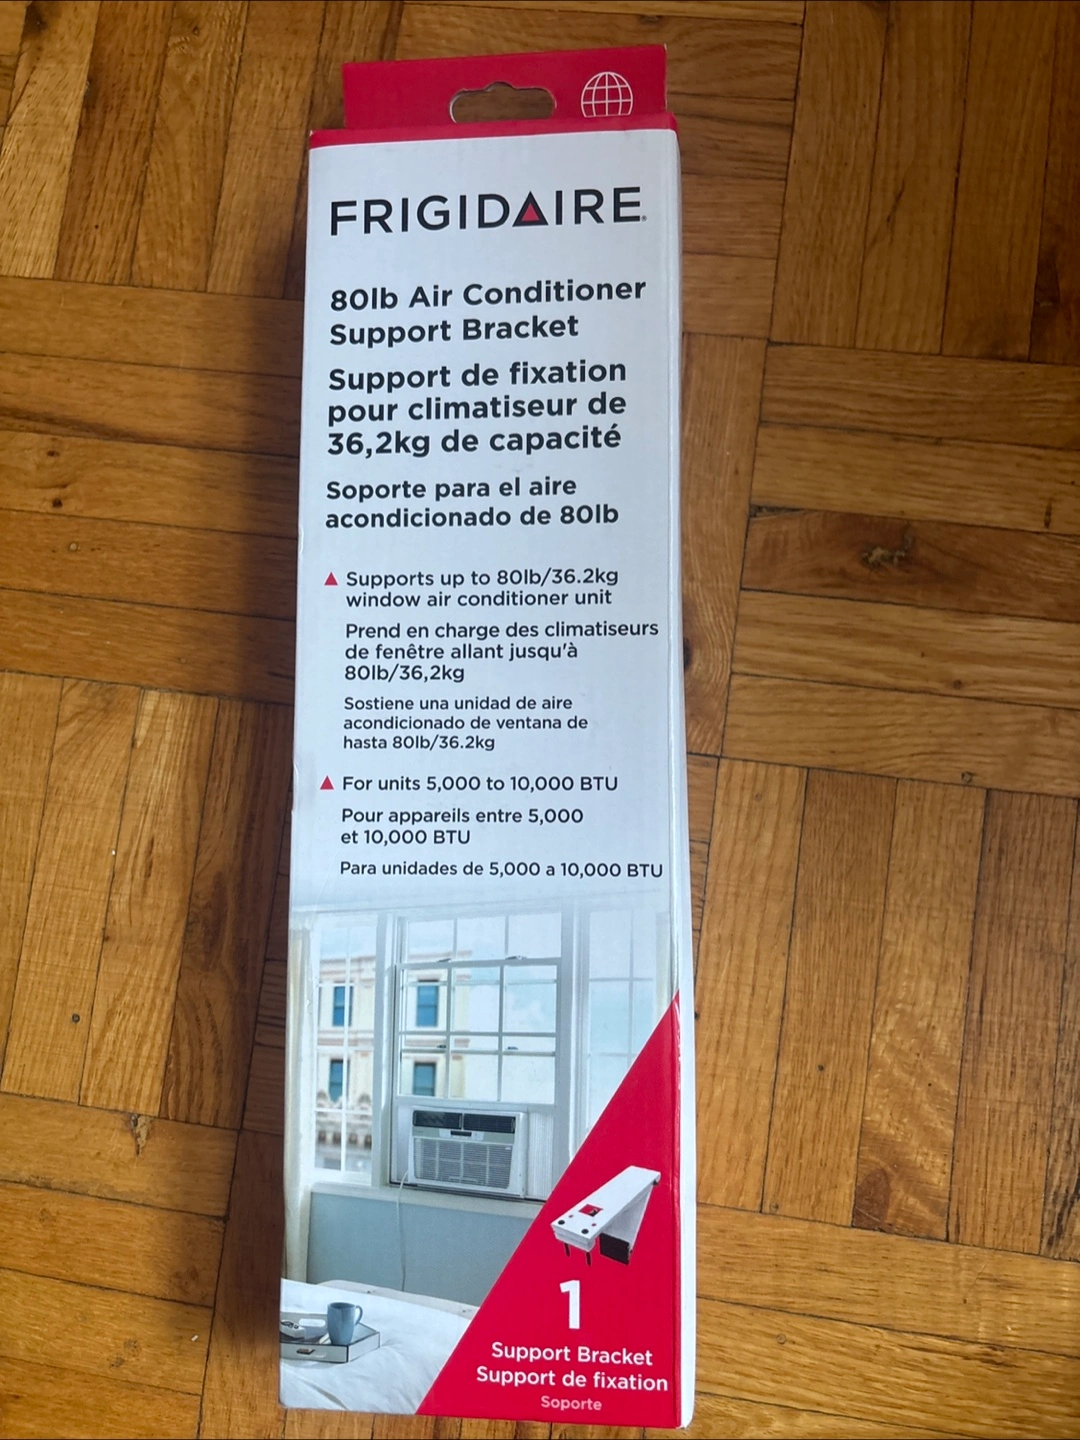 FRIGIDAIRE
80lb Air Conditioner
Support Bracket
Support de fixation
pour climatiseur de
36,2kg de capacité
Soporte para el aire
acondicionado de 80lb
Supports up to 80lb/36.2kg
window air conditioner unit
Prend en charge des climatiseurs
de fenêtre allant jusqu'à
80lb/36,2kg
Sostiene una unidad de aire
acondicionado de ventana de
hasta 80lb/36.2kg
For units 5,000 to 10,000 BTU
Pour appareils entre 5,000
et 10,000 BTU
Para unidades de 5,000 a 10,000 BTU
1
Support Bracket
Support de fixation
Soporte